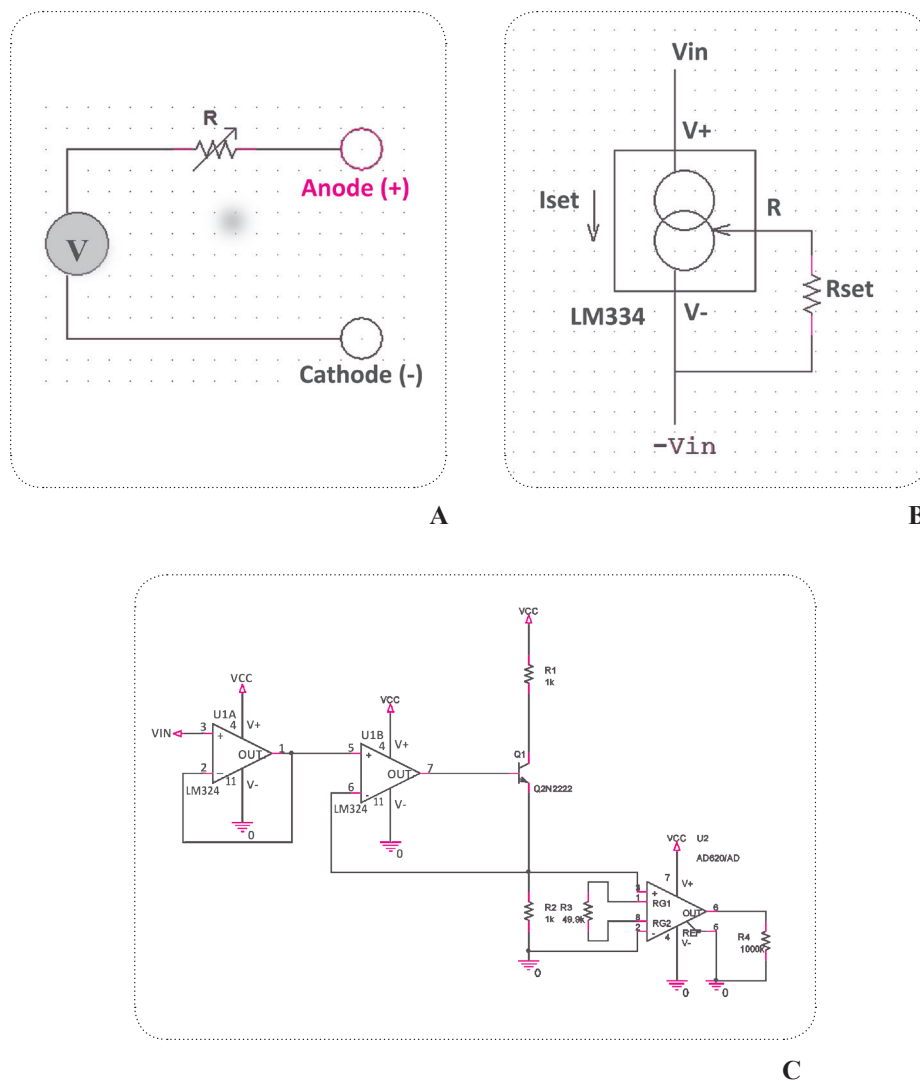 R
Anode (+)
V
Cathode (-)
A
Vin
V+
Iset
R
Rset
LM334
V-
-Vin
B
VCC
R1
1k
VCC
U1A
4
V+
VIN
3
+
OUT
1
2
-
LM324
11
V-
0
VCC
U1B
4
V+
5
+
OUT
7
6
-
LM324
11
V-
0
Q1
Q2N2222
VCC
U2
AD620/AD
7
V+
3
+
1
RG1
R2
1k
R3
49.9k
OUT
6
8
RG2
2
-
REF
5
4
V-
R4
1000k
0
0
0
C